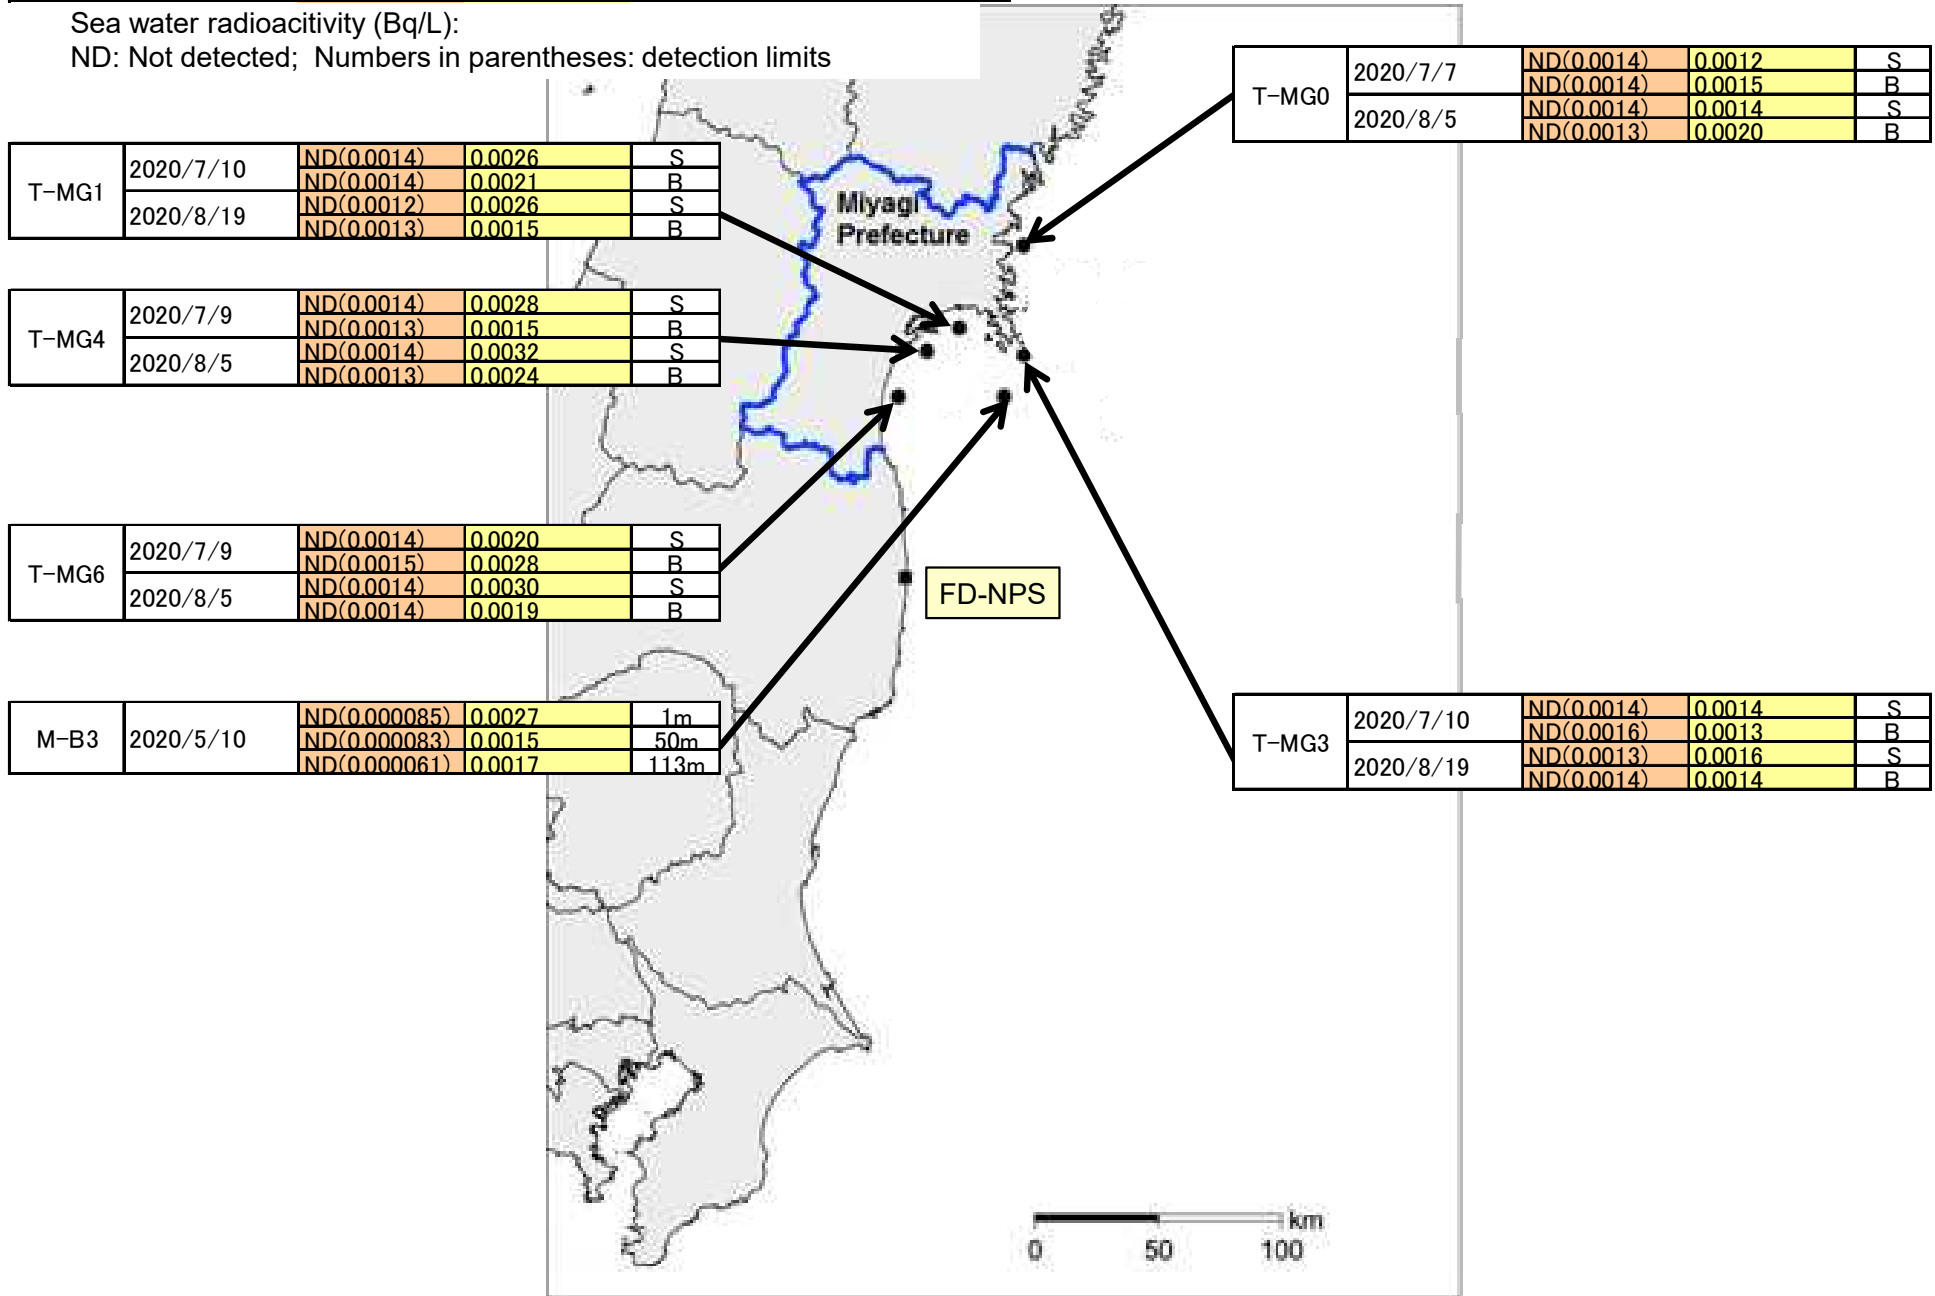 Sea water radioacitivity (Bq/L):
ND: Not detected; Numbers in parentheses: detection limits
T-MG0
2020/7/7
ND(0.0014) 0.0012 S
ND(0.0014) 0.0015 B
2020/8/5
ND(0.0014) 0.0014 S
ND(0.0013) 0.0020 B
T-MG1
2020/7/10
ND(0.0014) 0.0026 S
ND(0.0014) 0.0021 B
2020/8/19
ND(0.0012) 0.0026 S
ND(0.0013) 0.0015 B
Miyagi
Prefecture
T-MG4
2020/7/9
ND(0.0014) 0.0028 S
ND(0.0013) 0.0015 B
2020/8/5
ND(0.0014) 0.0032 S
ND(0.0013) 0.0024 B
T-MG6
2020/7/9
ND(0.0014) 0.0020 S
ND(0.0015) 0.0028 B
2020/8/5
ND(0.0014) 0.0030 S
ND(0.0014) 0.0019 B
FD-NPS
M-B3
2020/5/10
ND(0.000085) 0.0027 1m
ND(0.000083) 0.0015 50m
ND(0.000061) 0.0017 113m
T-MG3
2020/7/10
ND(0.0014) 0.0014 S
ND(0.0016) 0.0013 B
2020/8/19
ND(0.0013) 0.0016 S
ND(0.0014) 0.0014 B
km
0 50 100